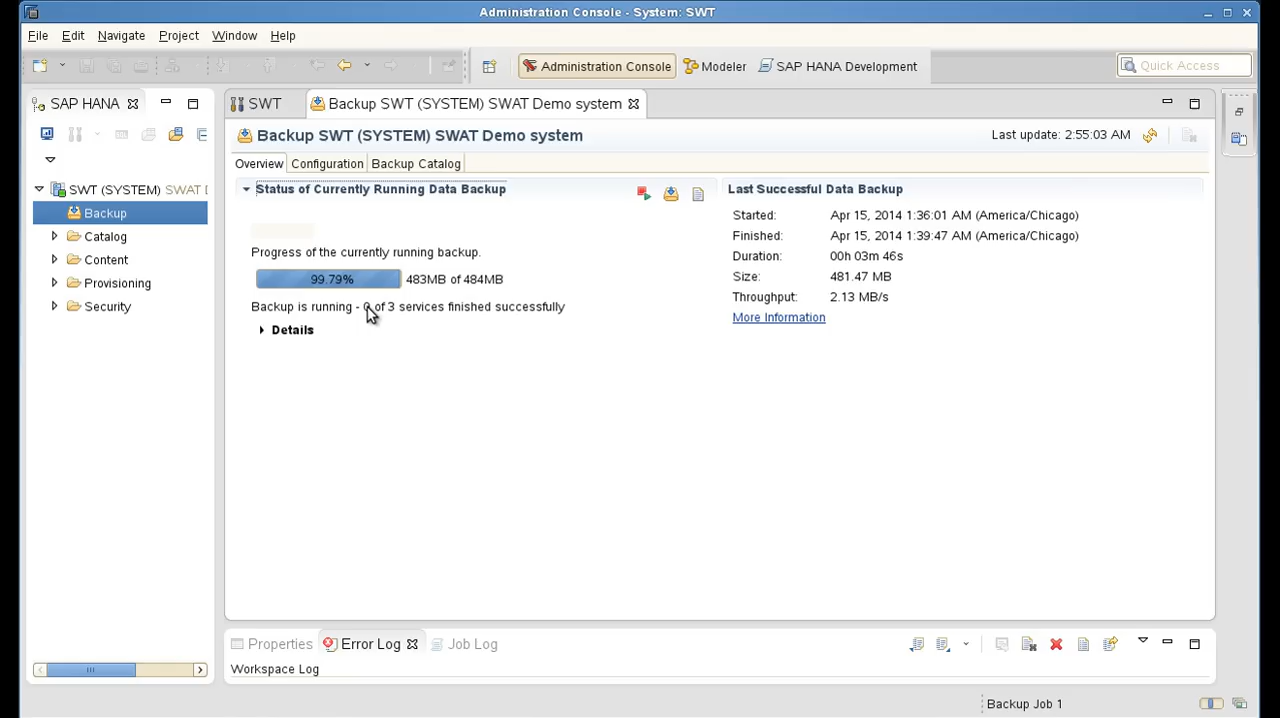 Administration Console - System: SWT
File Edit Navigate Project Window Help
Administration Console Modeler SAP HANA Development Quick Access
SAP HANA SWT Backup SWT (SYSTEM) SWAT Demo system
Backup SWT (SYSTEM) SWAT Demo system Last update: 2:55:03 AM
Overview Configuration Backup Catalog
SWT (SYSTEM) SWAT
Backup
Catalog
Content
Provisioning
Security
Status of Currently Running Data Backup
Progress of the currently running backup.
99.79% 483MB of 484MB
Backup is running - 0 of 3 services finished successfully
Details
Last Successful Data Backup
Started: Apr 15, 2014 1:36:01 AM (America/Chicago)
Finished: Apr 15, 2014 1:39:47 AM (America/Chicago)
Duration: 00h 03m 46s
Size: 481.47 MB
Throughput: 2.13 MB/s
More Information
Properties Error Log Job Log
Workspace Log
Backup Job 1